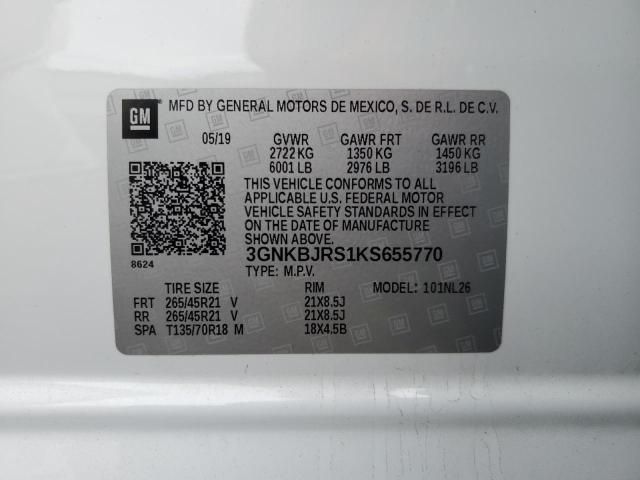 GM MFD BY GENERAL MOTORS DE MEXICO, S. DE R.L. DE C.V.
05/19 GVWR GAWR FRT GAWR RR
2722 KG 1350 KG 1450 KG
6001 LB 2976 LB 3196 LB
THIS VEHICLE CONFORMS TO ALL
APPLICABLE U.S. FEDERAL MOTOR
VEHICLE SAFETY STANDARDS IN EFFECT
ON THE DATE OF MANUFACTURE
SHOWN ABOVE.
3GNKBJRS1KS655770
8624
TYPE: M.P.V.
TIRE SIZE RIM MODEL: 101NL26
FRT 265/45R21 V 21X8.5J
RR 265/45R21 V 21X8.5J
SPA T135/70R18 M 18X4.5B